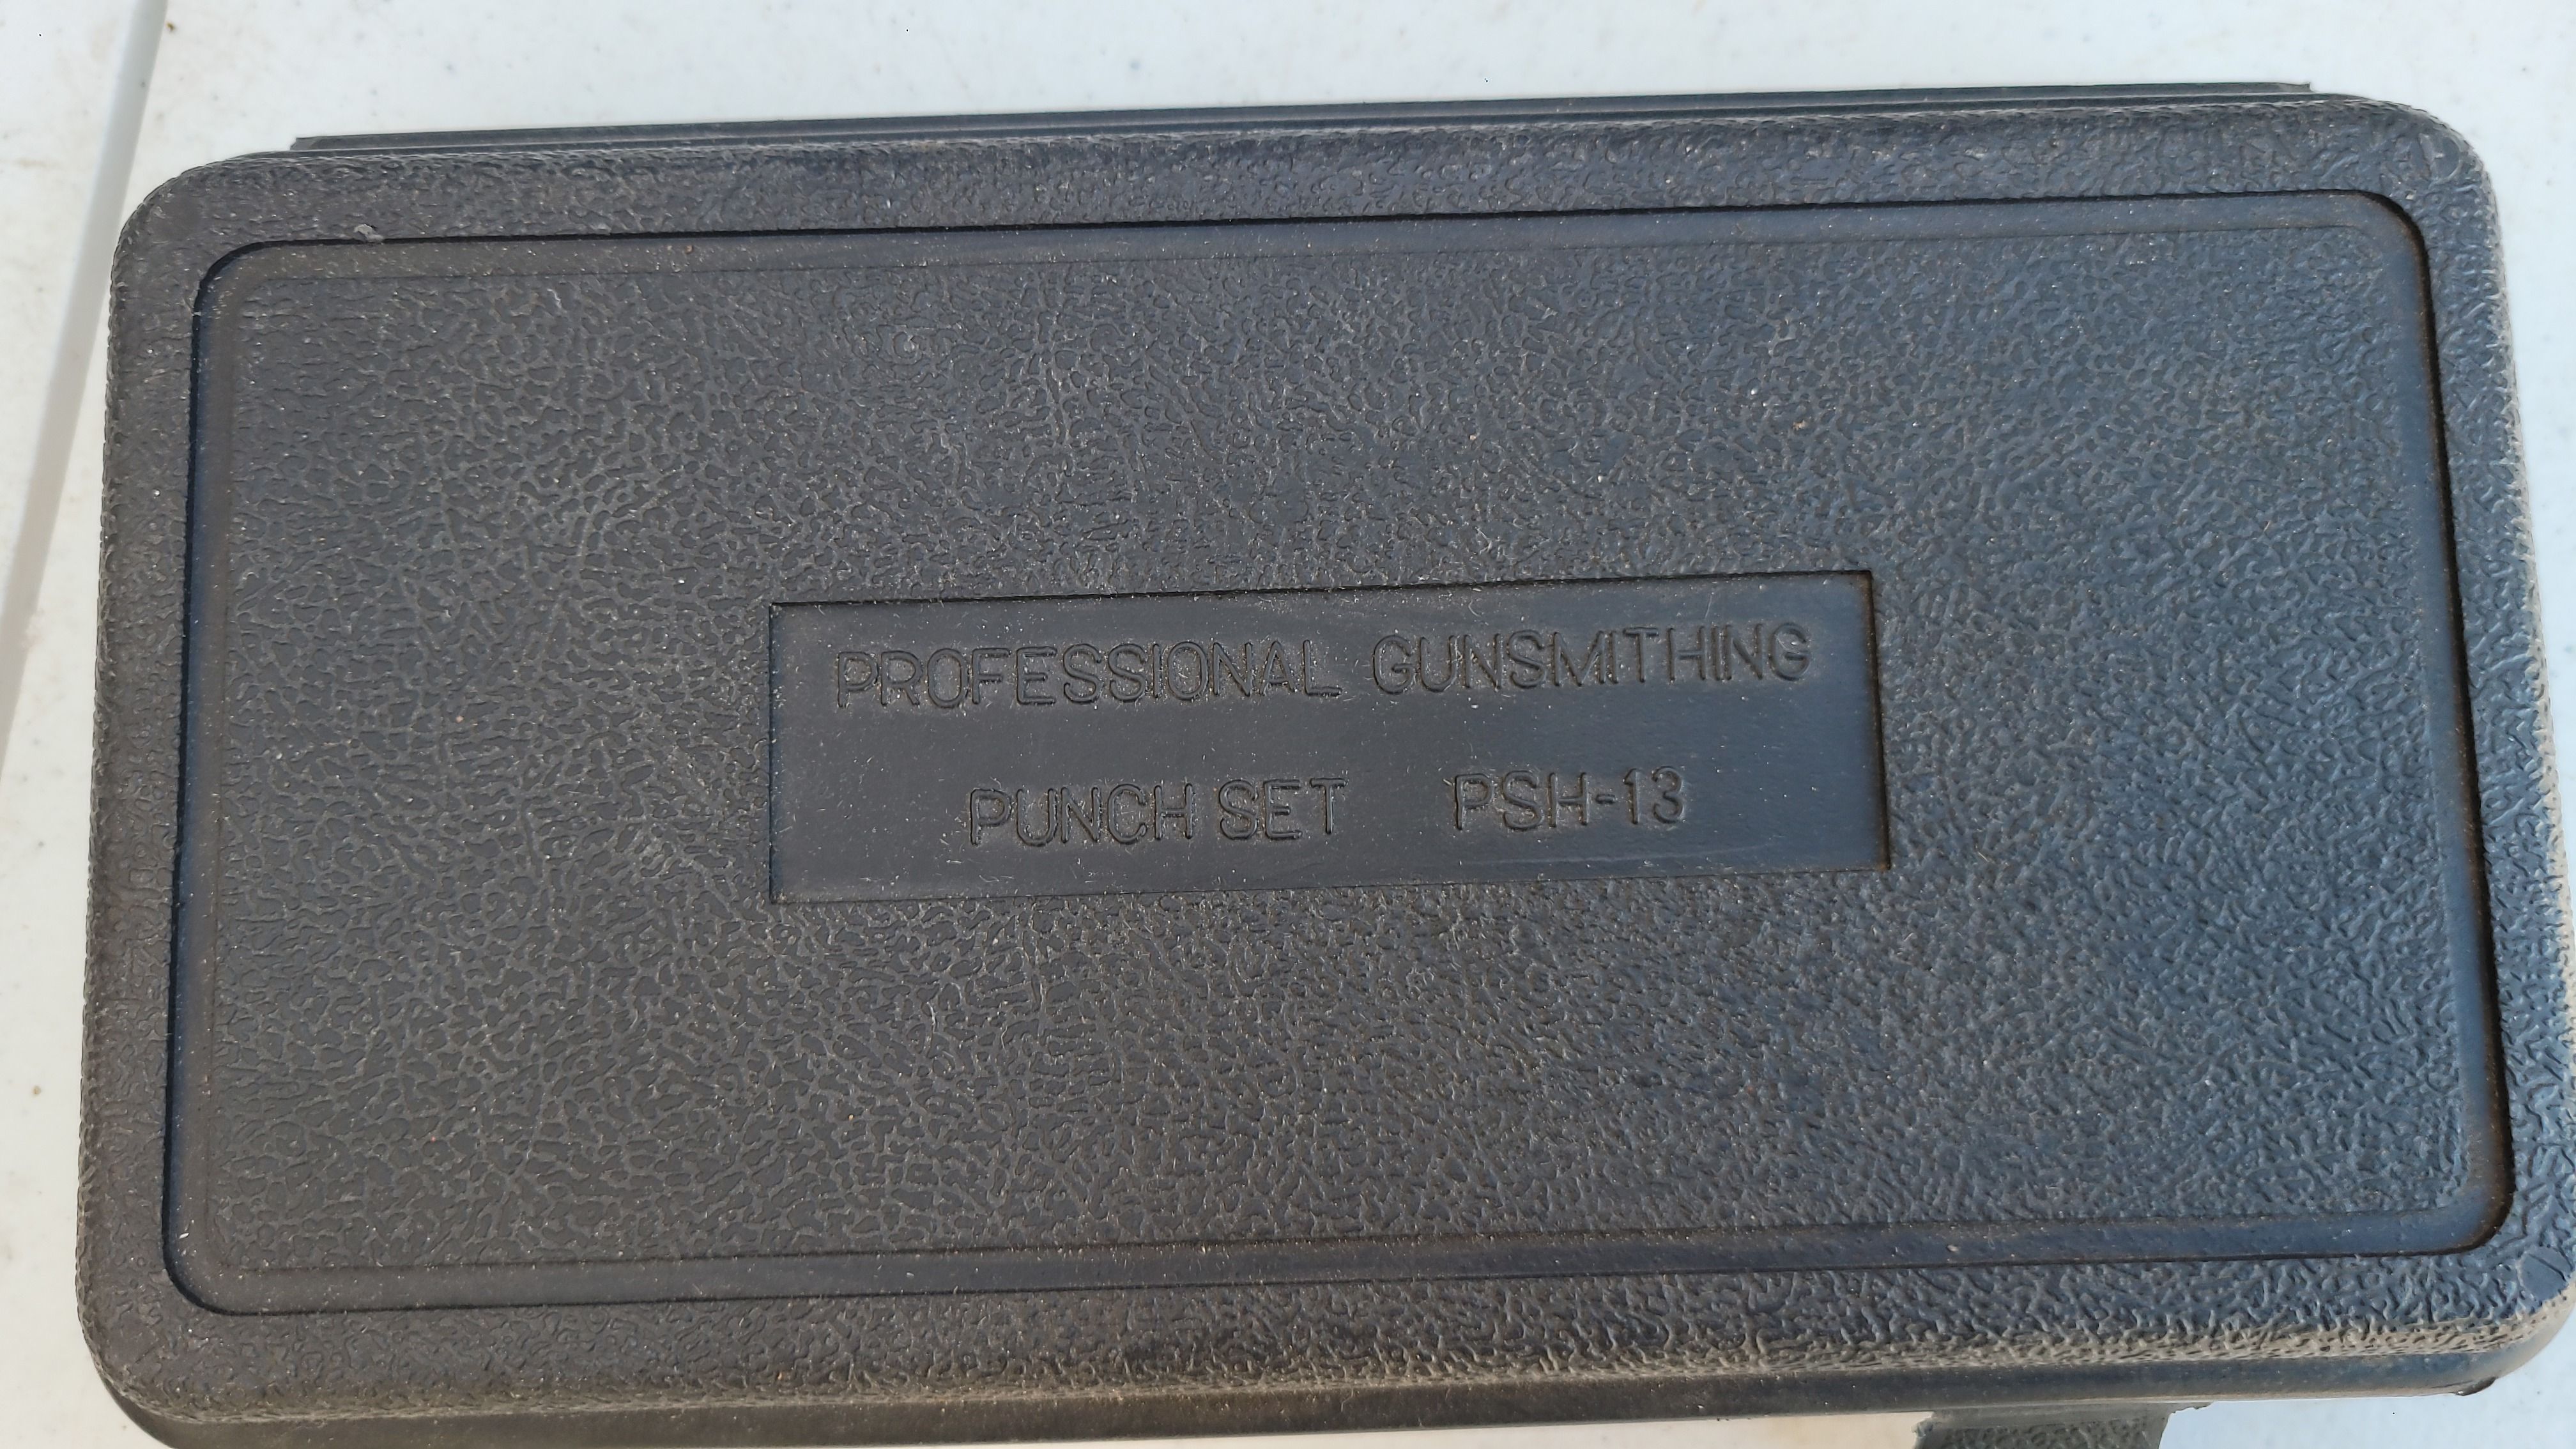 PROFESSIONAL GUNSMITHING
PUNCH SET PSH-13